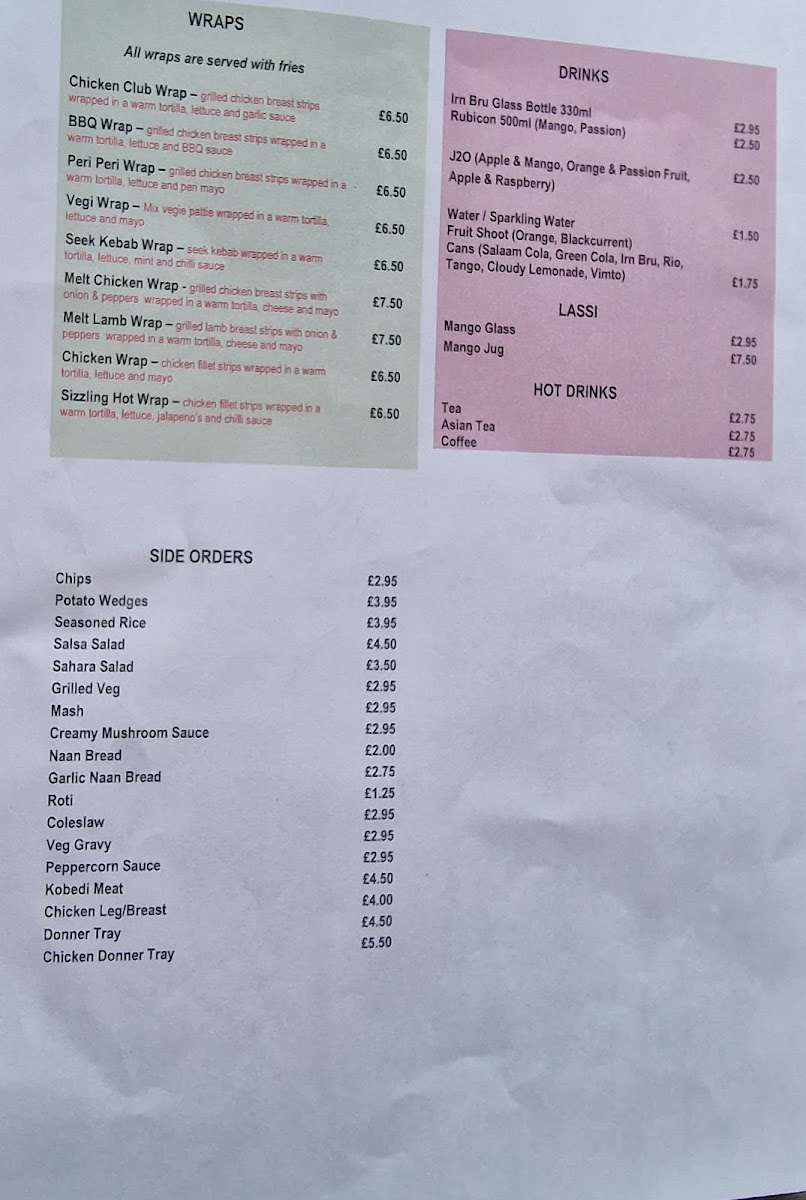 WRAPS
All wraps are served with fries
Chicken Club Wrap – grilled chicken breast strips
wrapped in a warm tortilla, lettuce and garlic sauce £6.50
BBQ Wrap – grilled chicken breast strips wrapped in a
warm tortilla, lettuce and BBQ sauce £6.50
Peri Peri Wrap – grilled chicken breast strips wrapped in a
warm tortilla, lettuce and peri mayo £6.50
Vegi Wrap – Mix vegie pattie wrapped in a warm tortilla,
lettuce and mayo £6.50
Seek Kebab Wrap – seek kebab wrapped in a warm
tortilla, lettuce, mint and chilli sauce £6.50
Melt Chicken Wrap - grilled chicken breast strips with
onion & peppers wrapped in a warm tortilla, cheese and mayo £7.50
Melt Lamb Wrap – grilled lamb breast strips with onion &
peppers wrapped in a warm tortilla, cheese and mayo £7.50
Chicken Wrap – chicken fillet strips wrapped in a warm
tortilla, lettuce and mayo £6.50
Sizzling Hot Wrap – chicken fillet strips wrapped in a
warm tortilla, lettuce, jalapeno's and chilli sauce £6.50
DRINKS
Irn Bru Glass Bottle 330ml £2.95
Rubicon 500ml (Mango, Passion) £2.50
J2O (Apple & Mango, Orange & Passion Fruit, £2.50
Apple & Raspberry)
Water / Sparkling Water
Fruit Shoot (Orange, Blackcurrent) £1.50
Cans (Salaam Cola, Green Cola, Irn Bru, Rio,
Tango, Cloudy Lemonade, Vimto) £1.75
LASSI
Mango Glass £2.95
Mango Jug £7.50
HOT DRINKS
Tea £2.75
Asian Tea £2.75
Coffee £2.75
SIDE ORDERS
Chips £2.95
Potato Wedges £3.95
Seasoned Rice £3.95
Salsa Salad £4.50
Sahara Salad £3.50
Grilled Veg £2.95
Mash £2.95
Creamy Mushroom Sauce £2.95
Naan Bread £2.00
Garlic Naan Bread £2.75
Roti £1.25
Coleslaw £2.95
Veg Gravy £2.95
Peppercorn Sauce £2.95
Kobedi Meat £4.50
Chicken Leg/Breast £4.00
Donner Tray £4.50
Chicken Donner Tray £5.50